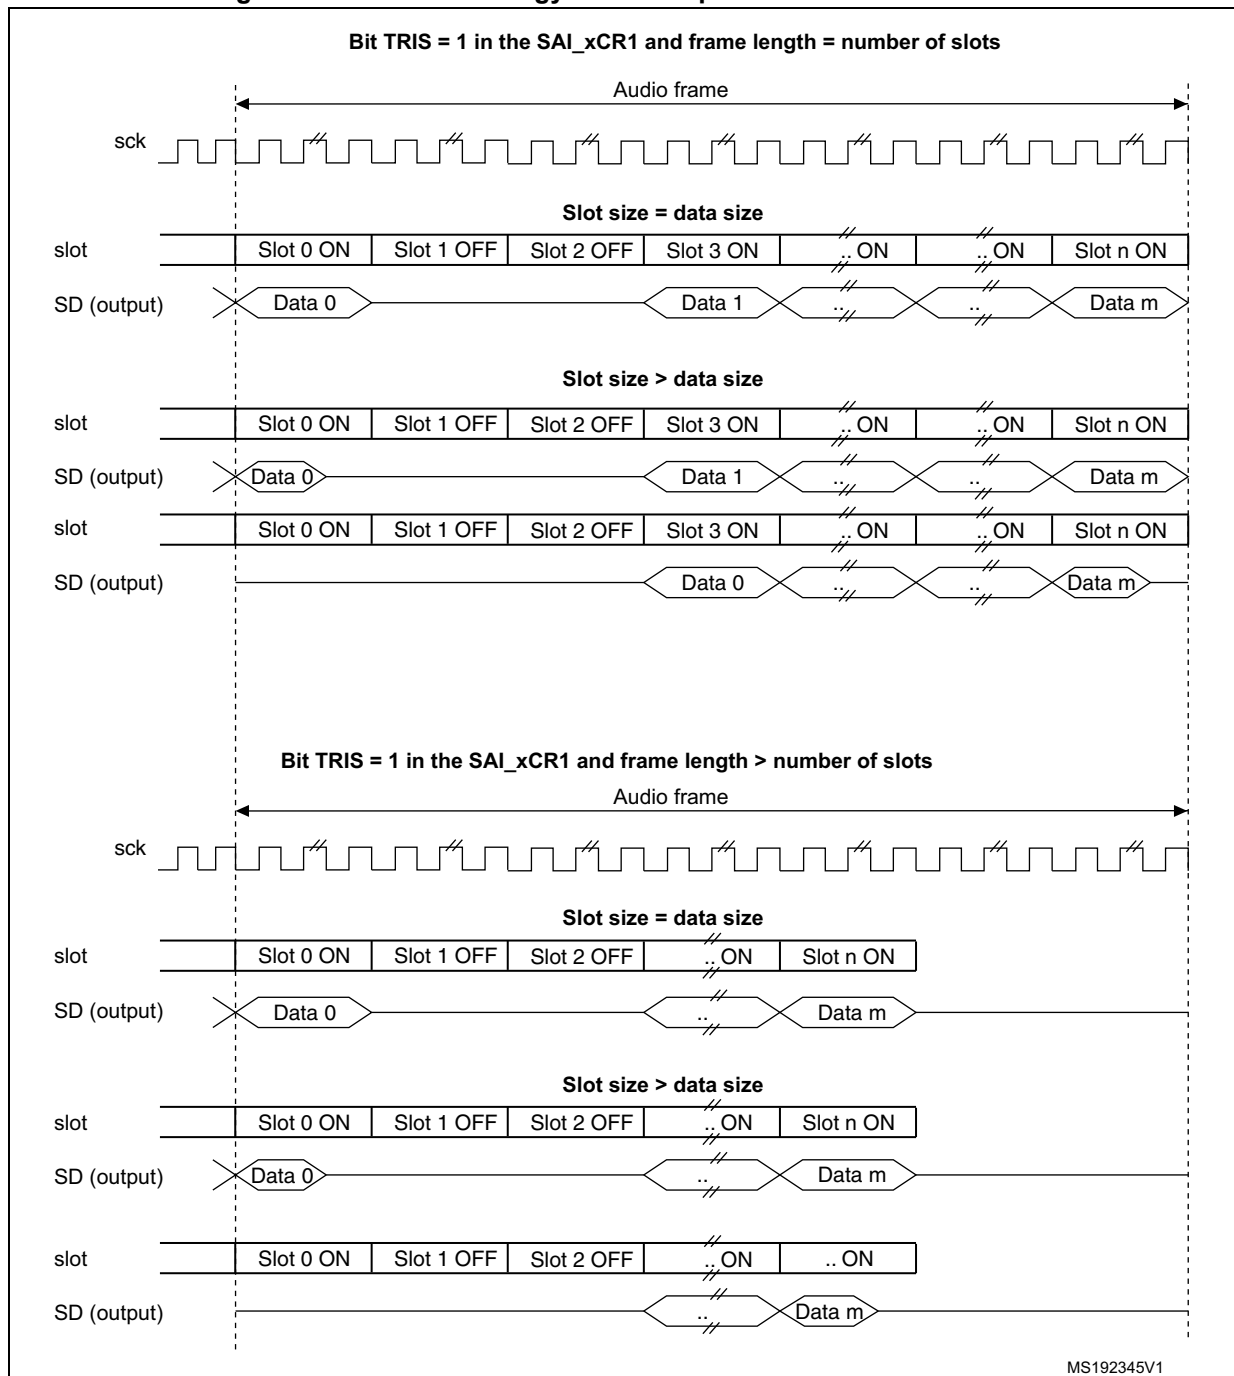 Bit TRIS = 1 in the SAI_xCR1 and frame length = number of slots
Audio frame
sck
Slot size = data size
slot Slot 0 ON Slot 1 OFF Slot 2 OFF Slot 3 ON .. ON .. ON Slot n ON
SD (output) Data 0 Data 1 .. .. Data m
Slot size > data size
slot Slot 0 ON Slot 1 OFF Slot 2 OFF Slot 3 ON .. ON .. ON Slot n ON
SD (output) Data 0 Data 1 .. .. Data m
slot Slot 0 ON Slot 1 OFF Slot 2 OFF Slot 3 ON .. ON .. ON Slot n ON
SD (output) Data 0 .. .. Data m
Bit TRIS = 1 in the SAI_xCR1 and frame length > number of slots
Audio frame
sck
Slot size = data size
slot Slot 0 ON Slot 1 OFF Slot 2 OFF .. ON Slot n ON
SD (output) Data 0 .. Data m
Slot size > data size
slot Slot 0 ON Slot 1 OFF Slot 2 OFF .. ON Slot n ON
SD (output) Data 0 .. Data m
slot Slot 0 ON Slot 1 OFF Slot 2 OFF .. ON .. ON
SD (output) .. Data m
MS192345V1